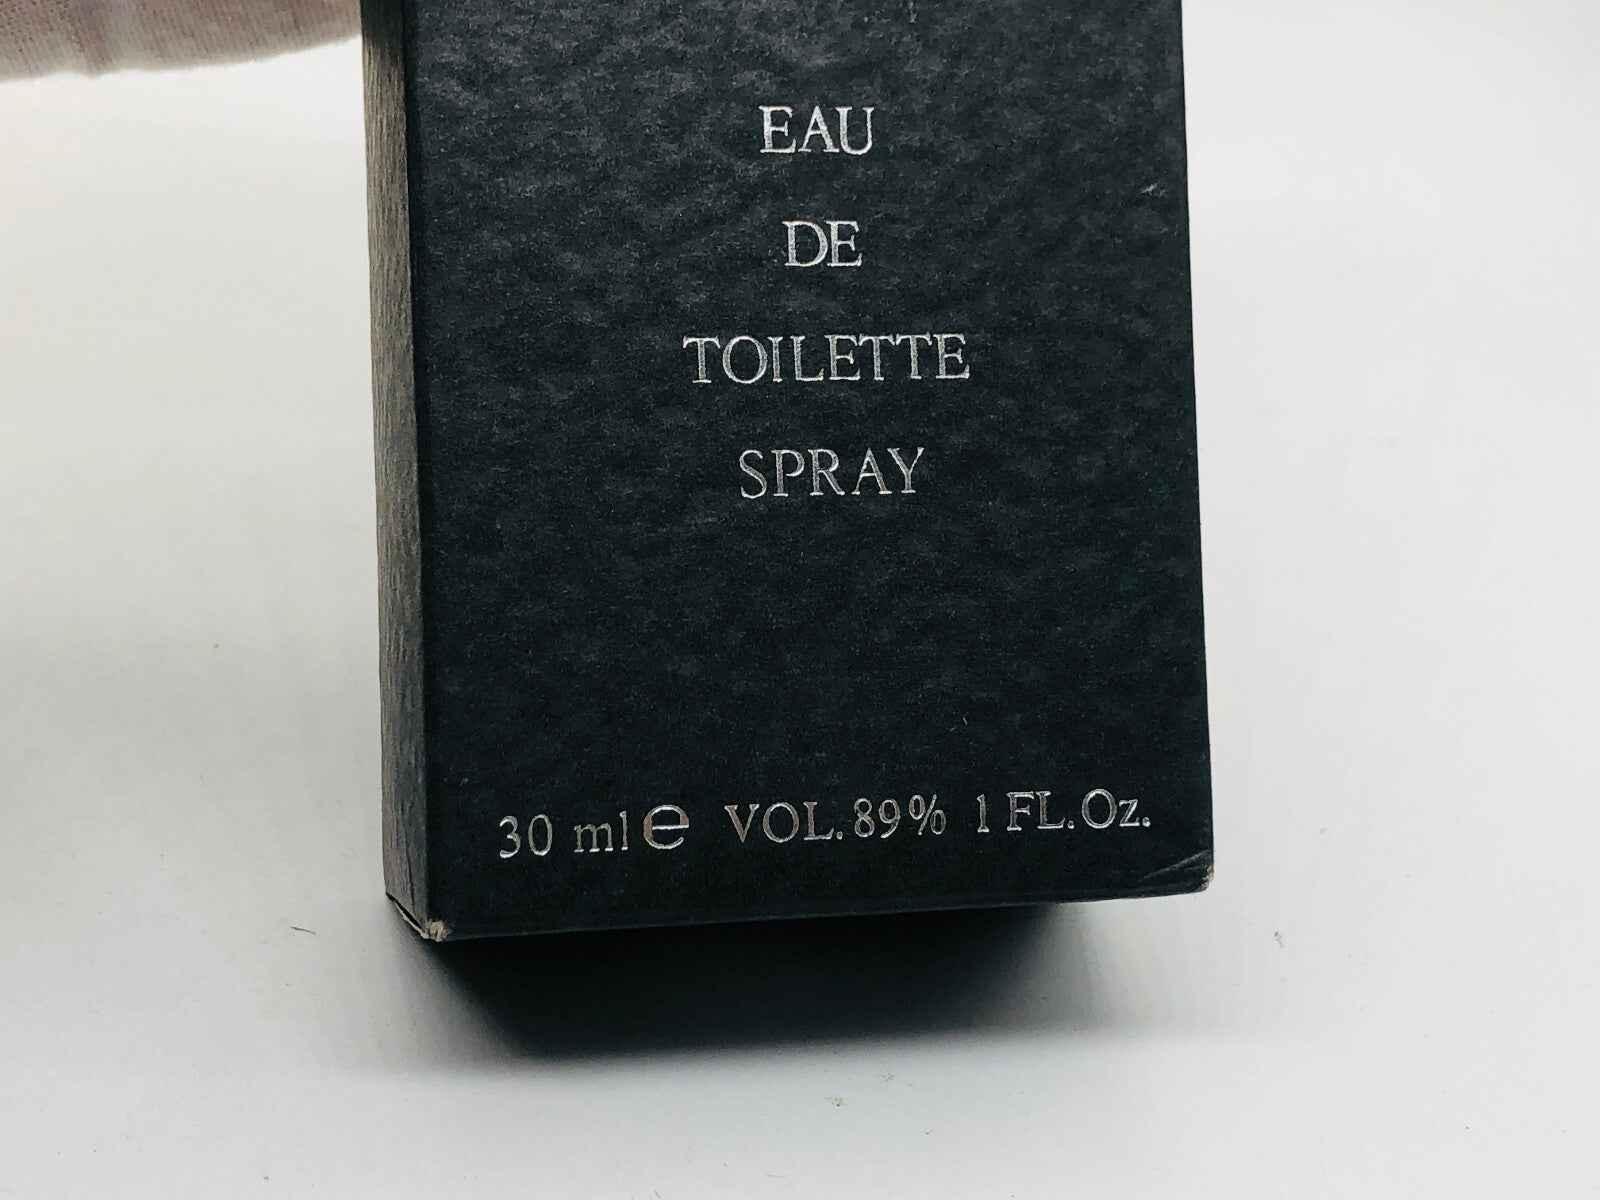 EAU
DE
TOILETTE
SPRAY
30 ml e VOL. 89% 1 FL. Oz.